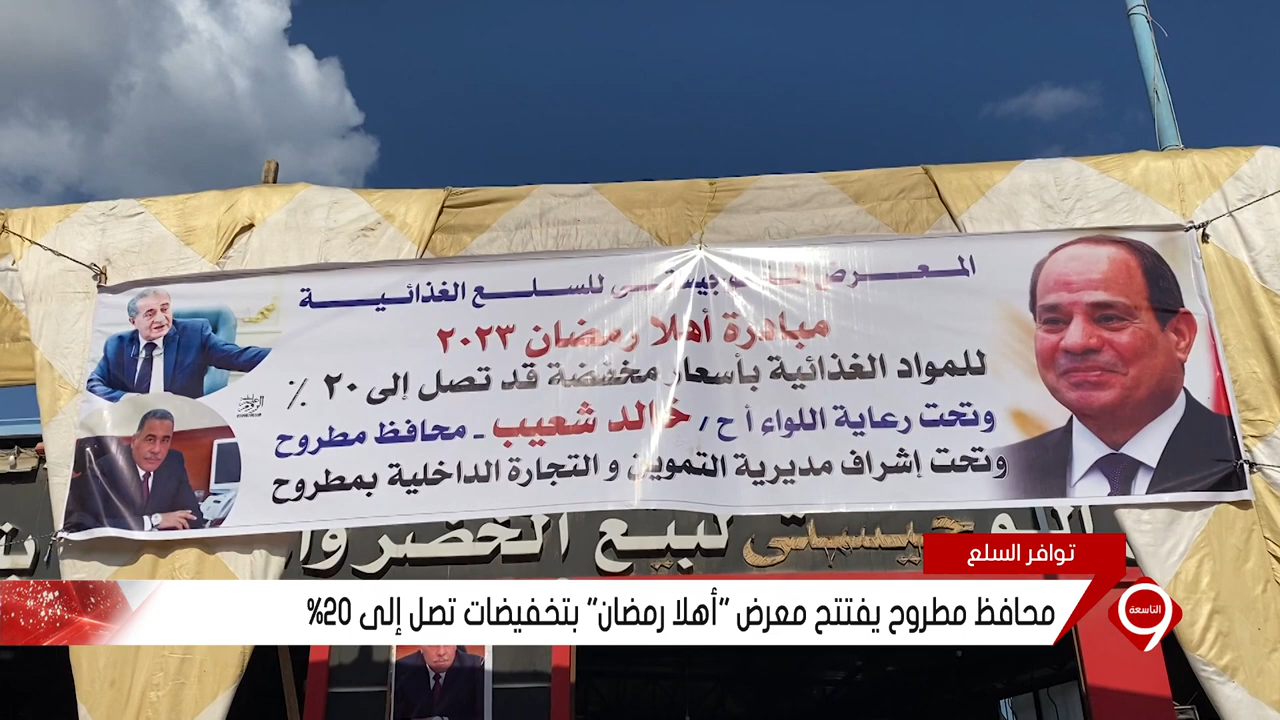 المعرض اللوجيستى للسلع الغذائية
مبادرة أهلا رمضان ٢٠٢٣
للمواد الغذائية بأسعار مخفضة قد تصل إلى ٢٠ ٪
وتحت رعاية اللواء أ ح / خالد شعيب - محافظ مطروح
وتحت إشراف مديرية التموين و التجارة الداخلية بمطروح
لبيع الخضر
توافر السلع
محافظ مطروح يفتتح معرض "أهلا رمضان" بتخفيضات تصل إلى 20%
التاسعة
9